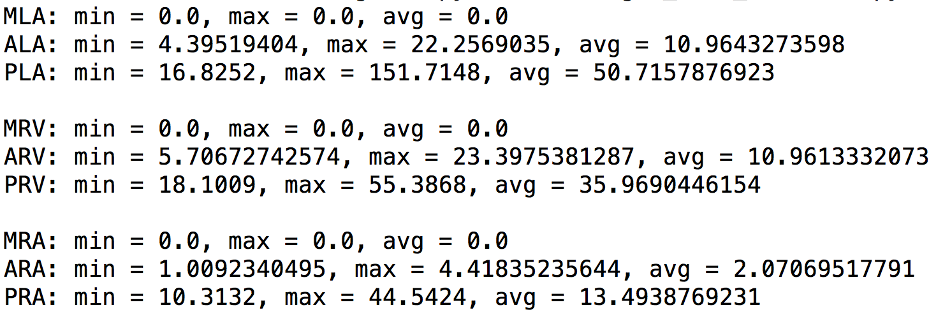 MLA: min = 0.0, max = 0.0, avg = 0.0
ALA: min = 4.39519404, max = 22.2569035, avg = 10.9643273598
PLA: min = 16.8252, max = 151.7148, avg = 50.7157876923
MRV: min = 0.0, max = 0.0, avg = 0.0
ARV: min = 5.70672742574, max = 23.3975381287, avg = 10.9613332073
PRV: min = 18.1009, max = 55.3868, avg = 35.9690446154
MRA: min = 0.0, max = 0.0, avg = 0.0
ARA: min = 1.0092340495, max = 4.41835235644, avg = 2.07069517791
PRA: min = 10.3132, max = 44.5424, avg = 13.4938769231